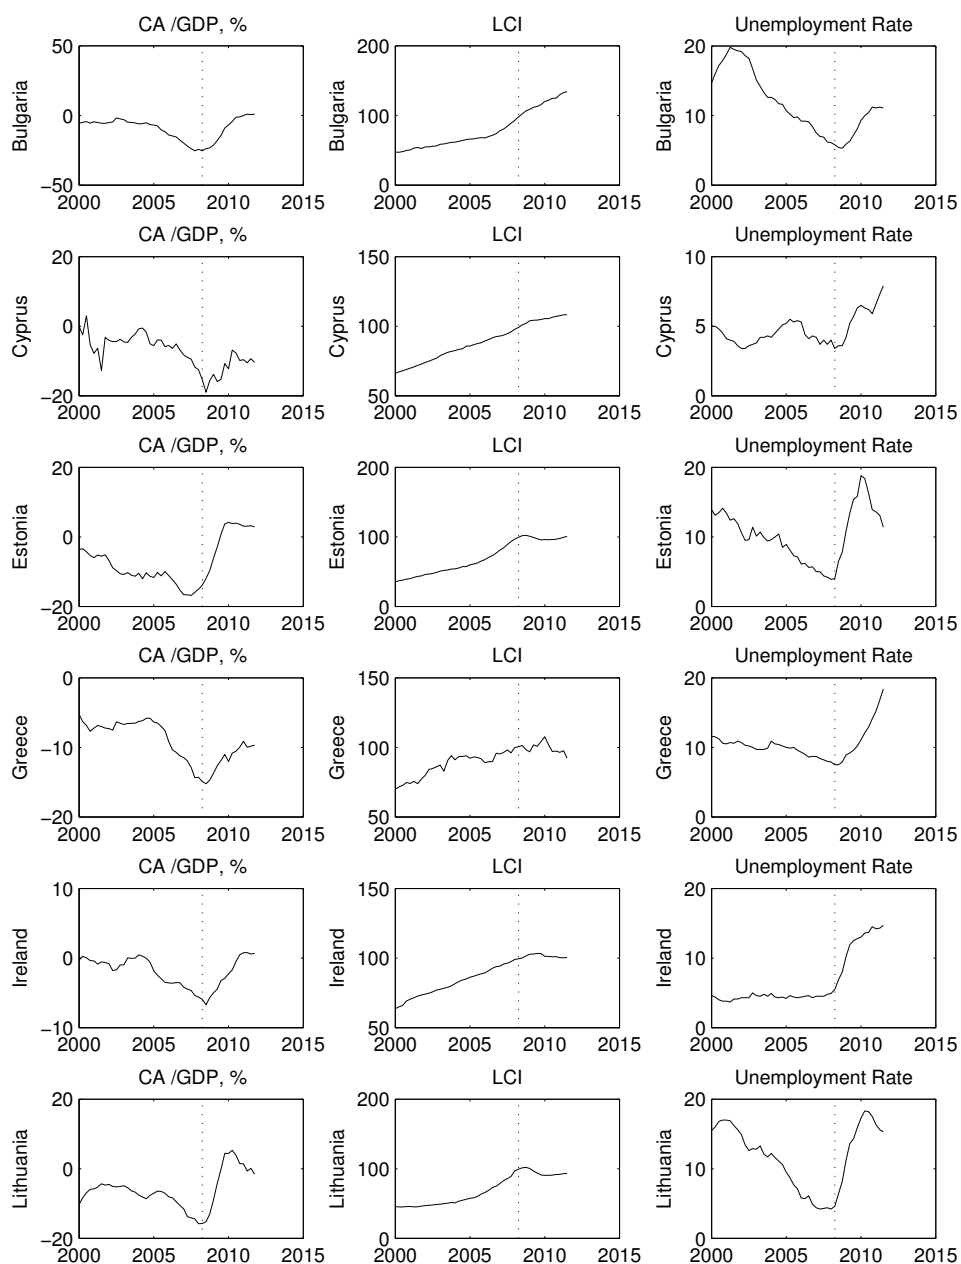 CA /GDP, % LCI Unemployment Rate
50 200 20
Bulgaria 0 Bulgaria 100 Bulgaria 10
−50 0 0
2000 2005 2010 2015 2000 2005 2010 2015 2000 2005 2010 2015
CA /GDP, % LCI Unemployment Rate
20 150 10
Cyprus 0 Cyprus 100 Cyprus 5
−20 50 0
2000 2005 2010 2015 2000 2005 2010 2015 2000 2005 2010 2015
CA /GDP, % LCI Unemployment Rate
20 200 20
Estonia 0 Estonia 100 Estonia 10
−20 0 0
2000 2005 2010 2015 2000 2005 2010 2015 2000 2005 2010 2015
CA /GDP, % LCI Unemployment Rate
0 150 20
Greece −10 Greece 100 Greece 10
−20 50 0
2000 2005 2010 2015 2000 2005 2010 2015 2000 2005 2010 2015
CA /GDP, % LCI Unemployment Rate
10 150 20
Ireland 0 Ireland 100 Ireland 10
−10 50 0
2000 2005 2010 2015 2000 2005 2010 2015 2000 2005 2010 2015
CA /GDP, % LCI Unemployment Rate
20 200 20
Lithuania 0 Lithuania 100 Lithuania 10
−20 0 0
2000 2005 2010 2015 2000 2005 2010 2015 2000 2005 2010 2015